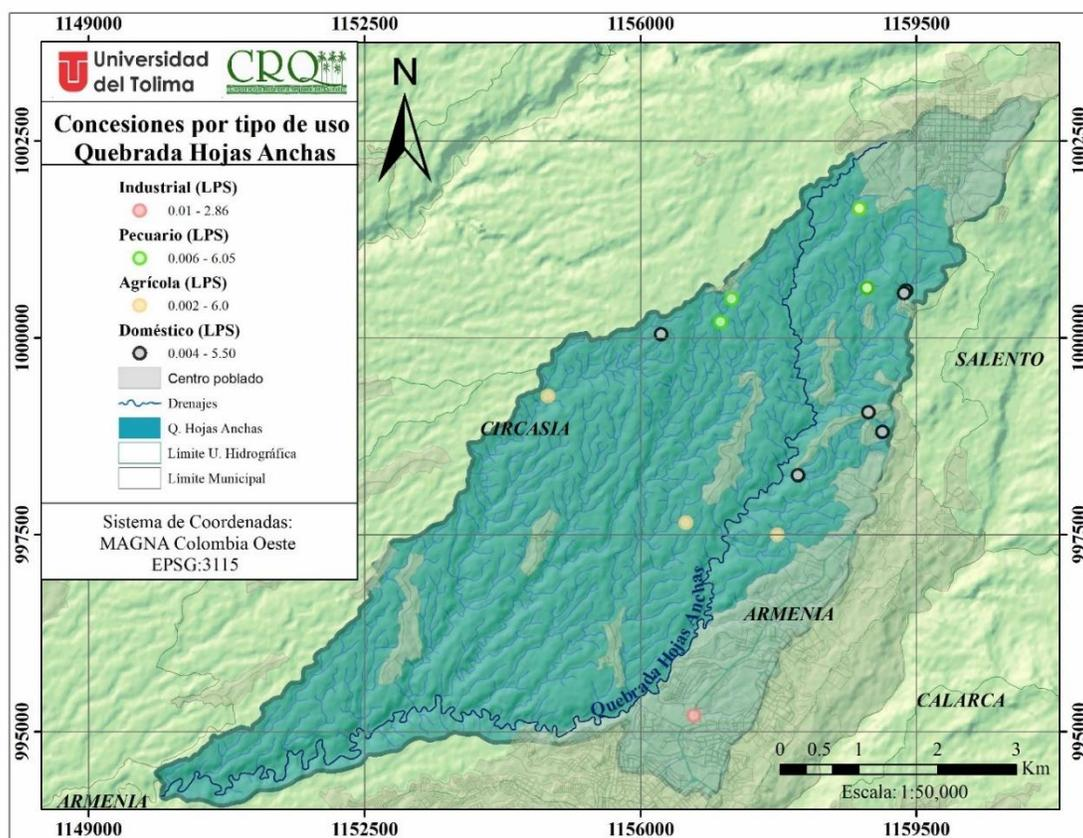 1149000
1152500
1156000
1159500
Universidad
del Tolima
CRQ
N
Concesiones por tipo de uso
Quebrada Hojas Anchas
Industrial (LPS)
0.01 - 2.86
Pecuario (LPS)
0.006 - 6.05
Agrícola (LPS)
0.002 - 6.0
Doméstico (LPS)
0.004 - 5.50
Centro poblado
Drenajes
Q. Hojas Anchas
Límite U. Hidrográfica
Límite Municipal
Sistema de Coordenadas:
MAGNA Colombia Oeste
EPSG:3115
1002500
1002500
1000000
1000000
SALENTO
CIRCASIA
997500
997500
ARMENIA
Quebrada Hojas Anchas
CALARCA
995000
995000
0 0.5 1 2 3
Km
Escala: 1:50,000
ARMENIA
1149000
1152500
1156000
1159500